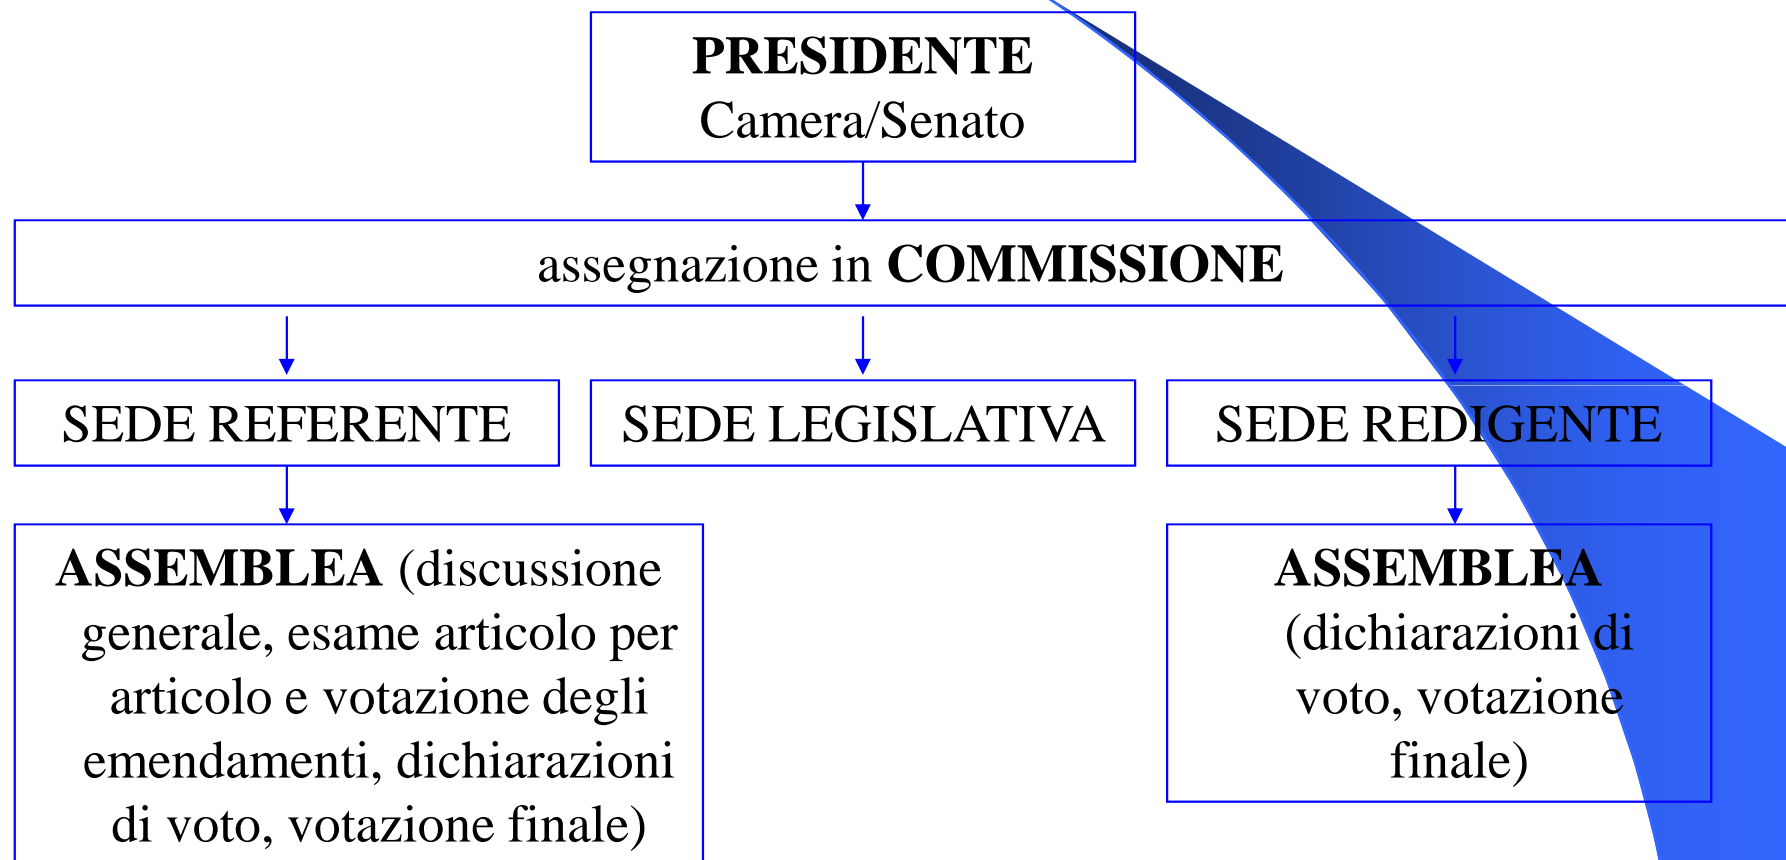 PRESIDENTE
Camera/Senato
assegnazione in COMMISSIONE
SEDE REFERENTE
SEDE LEGISLATIVA
SEDE REDIGENTE
ASSEMBLEA (discussione
generale, esame articolo per
articolo e votazione degli
emendamenti, dichiarazioni
di voto, votazione finale)
ASSEMBLEA
(dichiarazioni di
voto, votazione
finale)